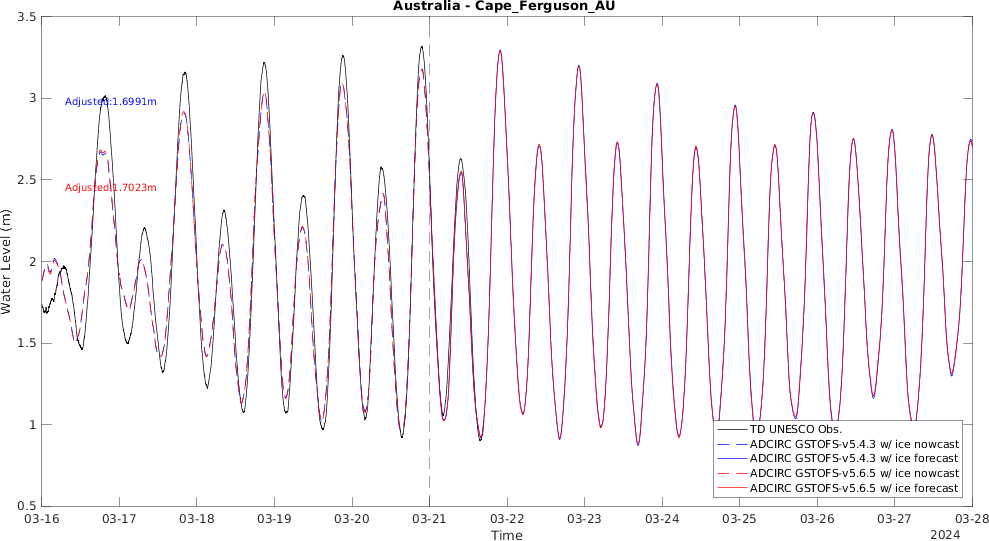 Australia - Cape_Ferguson_AU
3.5
3
2.5
2
1.5
1
0.5
Water Level (m)
Adjusted:1.6991m
Adjusted:1.7023m
TD UNESCO Obs.
ADCIRC GSTOFS-v5.4.3 w/ ice nowcast
ADCIRC GSTOFS-v5.4.3 w/ ice forecast
ADCIRC GSTOFS-v5.6.5 w/ ice nowcast
ADCIRC GSTOFS-v5.6.5 w/ ice forecast
03-16 03-17 03-18 03-19 03-20 03-21 03-22 03-23 03-24 03-25 03-26 03-27 03-28
Time
2024